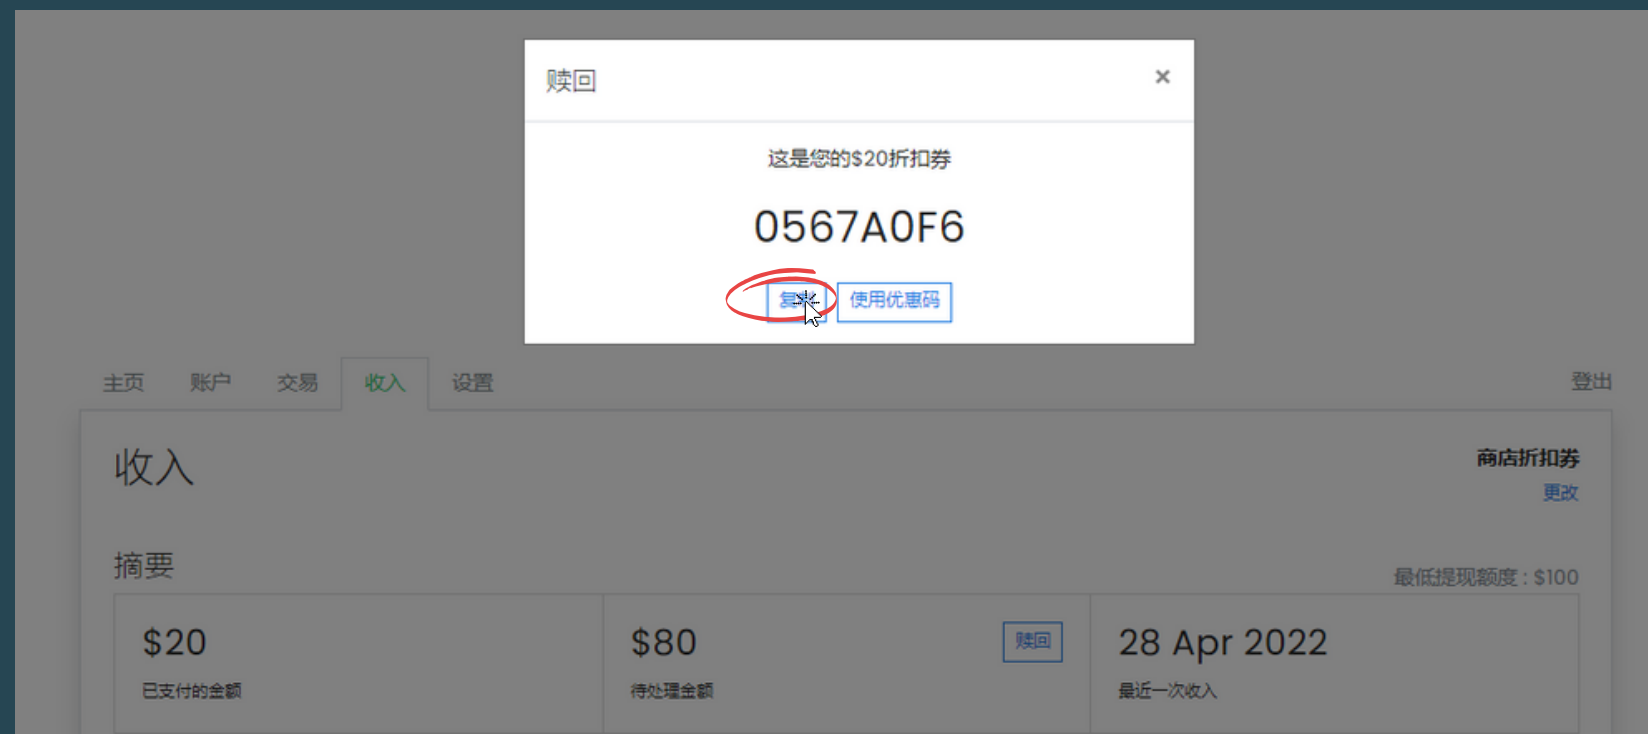 赎回
×
这是您的$20折扣券
0567A0F6
使用优惠码
主页 账户 交易 收入 设置 登出
收入
商店折扣券
更改
摘要
最低提现额度 : $100
$20 $80 赎回 28 Apr 2022
已支付的金额 待处理金额 最近一次收入